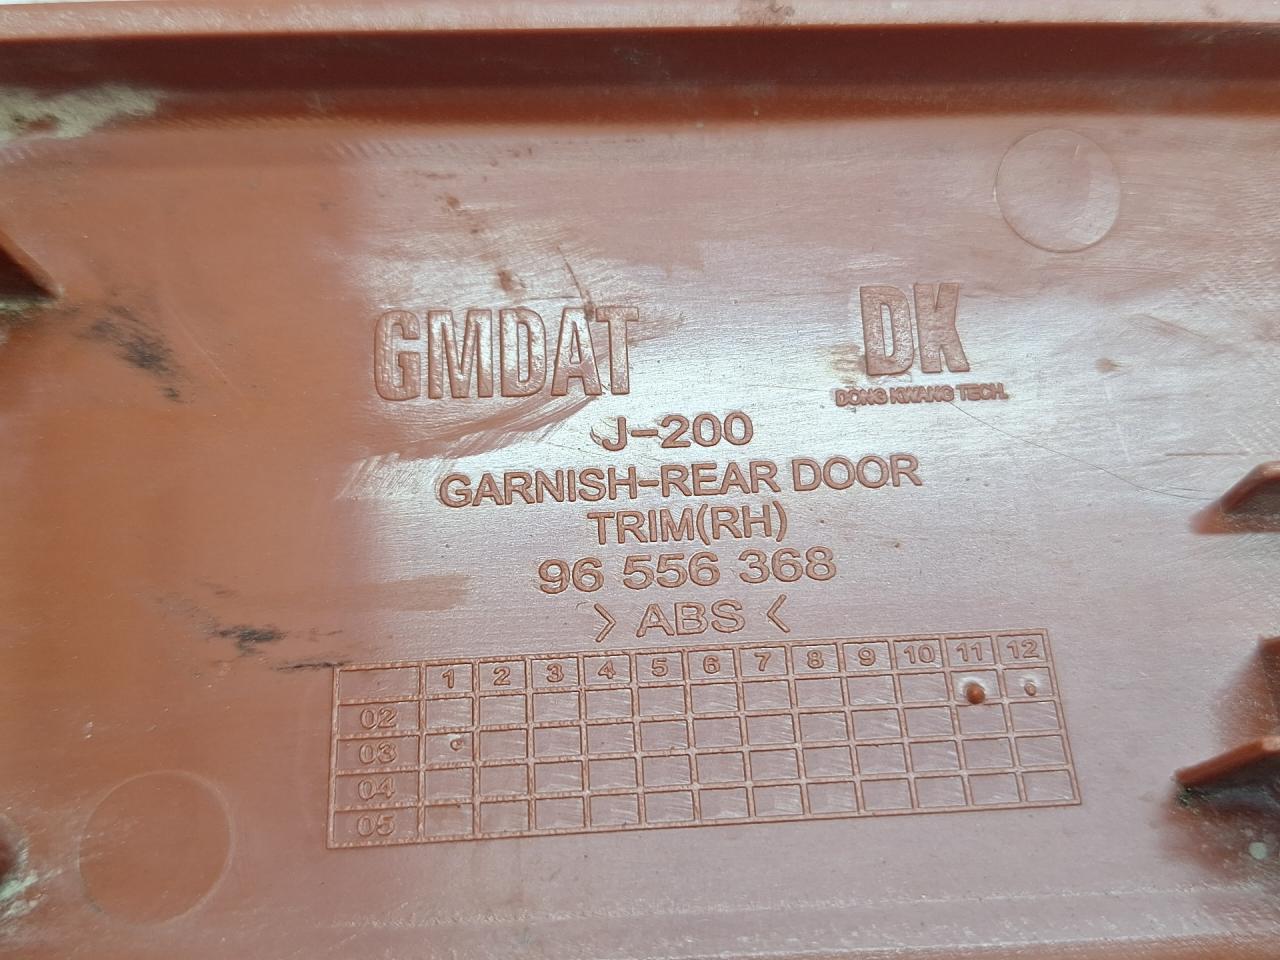 GMDAT
DK
DONG KWANG TECH.
J-200
GARNISH-REAR DOOR
TRIM(RH)
96 556 368
>ABS<
1 2 3 4 5 6 7 8 9 10 11 12
02
03
04
05